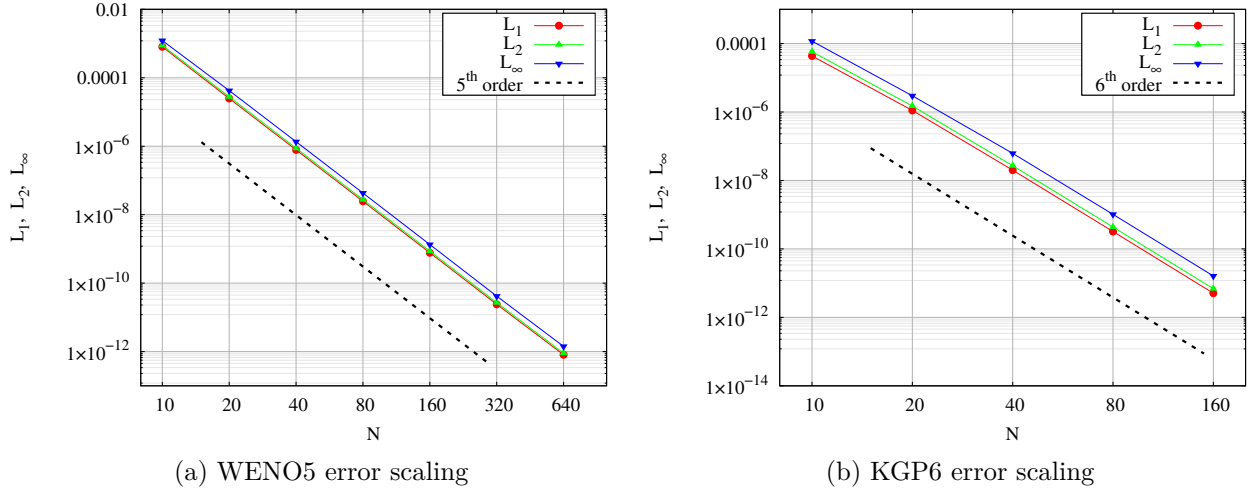 0.01
0.0001
1×10⁻⁶
1×10⁻⁸
1×10⁻¹⁰
1×10⁻¹²
L₁, L₂, L∞
L₁
L₂
L∞
5ᵗʰ order
10 20 40 80 160 320 640
N
(a) WENO5 error scaling
0.0001
1×10⁻⁶
1×10⁻⁸
1×10⁻¹⁰
1×10⁻¹²
1×10⁻¹⁴
L₁, L₂, L∞
L₁
L₂
L∞
6ᵗʰ order
10 20 40 80 160
N
(b) KGP6 error scaling